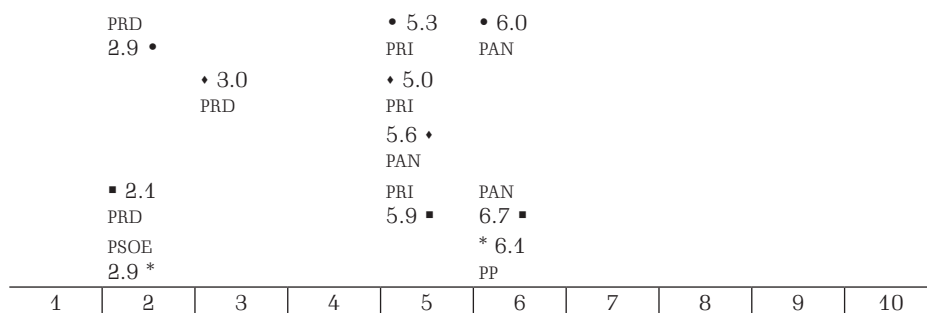 PRD • 5.3 • 6.0
2.9 • PRI PAN
⬩ 3.0 ⬩ 5.0
PRD PRI
5.6 ⬩
PAN
▪ 2.1 PRI PAN
PRD 5.9 ▪ 6.7 ▪
PSOE * 6.1
2.9 * PP
1 2 3 4 5 6 7 8 9 10